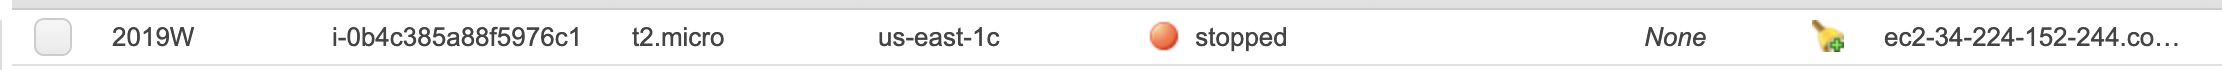 2019W i-0b4c385a88f5976c1 t2.micro us-east-1c stopped None ec2-34-224-152-244.co…